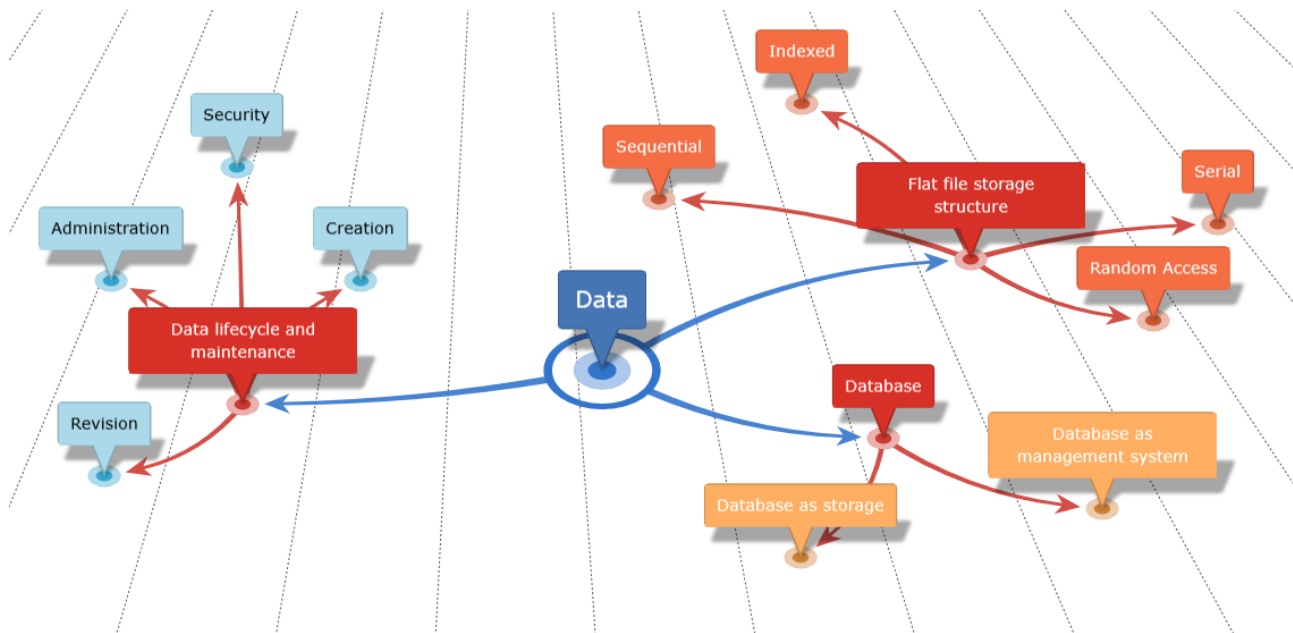 Indexed
Security
Sequential
Flat file storage
structure
Serial
Administration
Creation
Random Access
Data
Data lifecycle and
maintenance
Database
Revision
Database as
management system
Database as storage